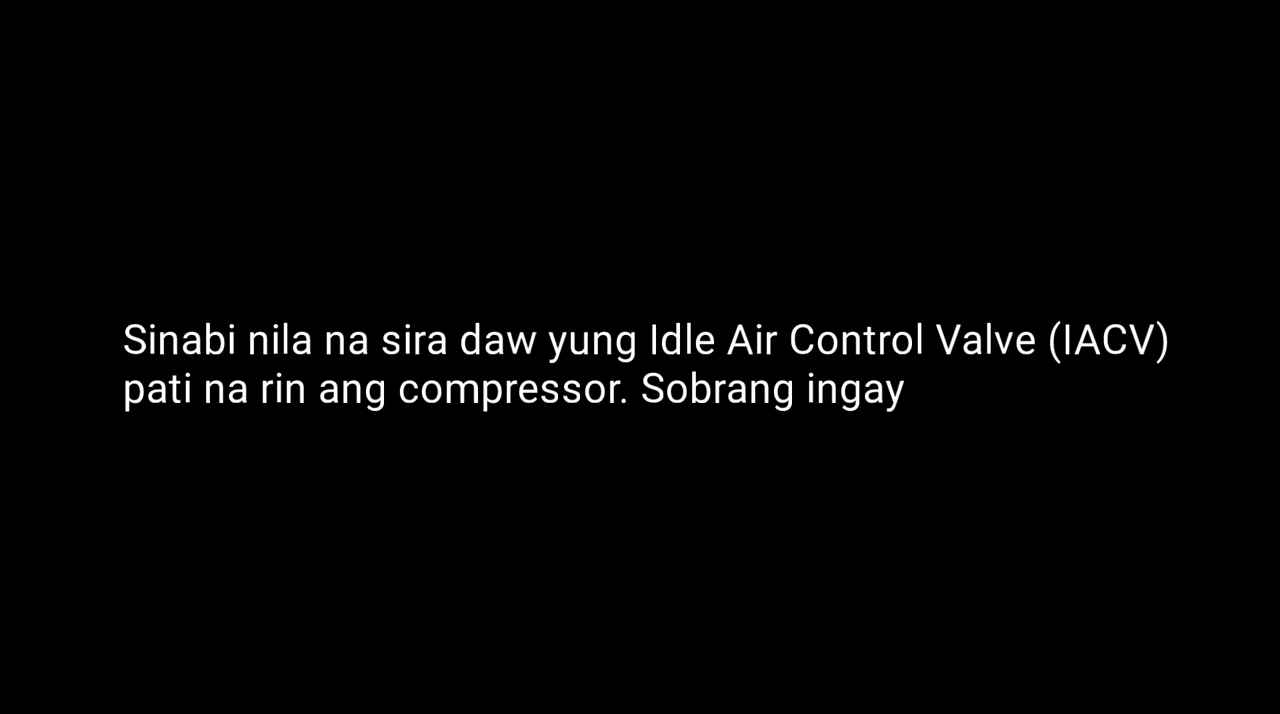 Sinabi nila na sira daw yung Idle Air Control Valve (IACV)
pati na rin ang compressor. Sobrang ingay